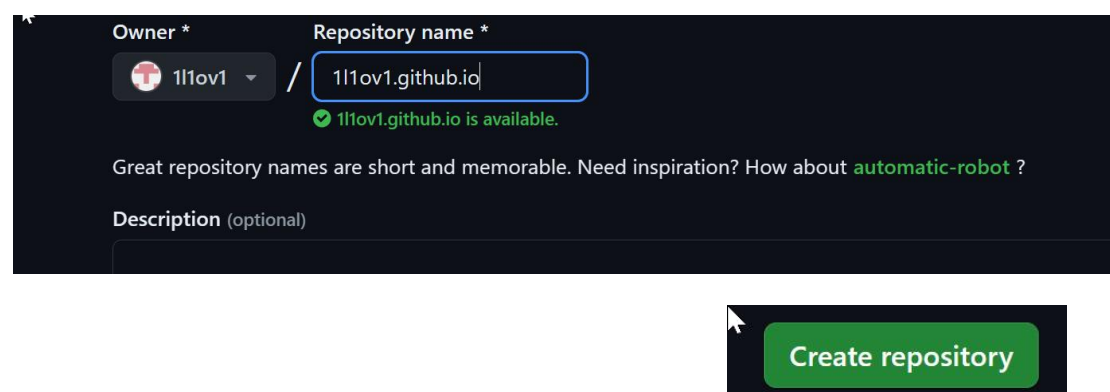 Owner *
Repository name *
1l1ov1 / 1l1ov1.github.io
1l1ov1.github.io is available.
Great repository names are short and memorable. Need inspiration? How about automatic-robot ?
Description (optional)
Create repository